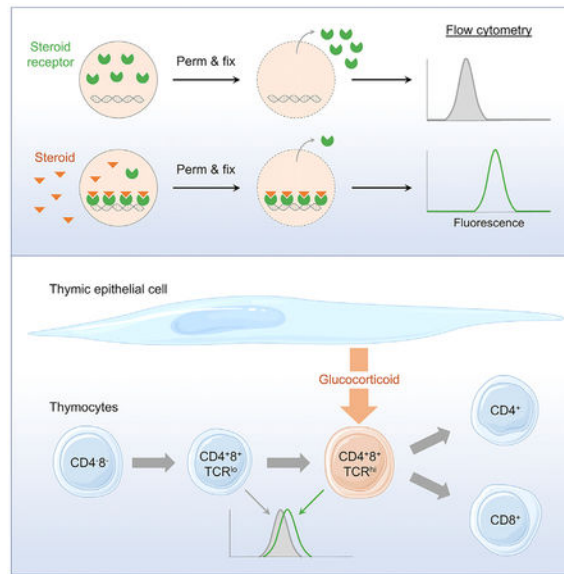 Steroid
receptor
Perm & fix
Flow cytometry
Steroid
Perm & fix
Fluorescence
Thymic epithelial cell
Glucocorticoid
Thymocytes
CD4⁻8⁻
CD4⁺8⁺
TCRˡᵒ
CD4⁺8⁺
TCRʰⁱ
CD4⁺
CD8⁺